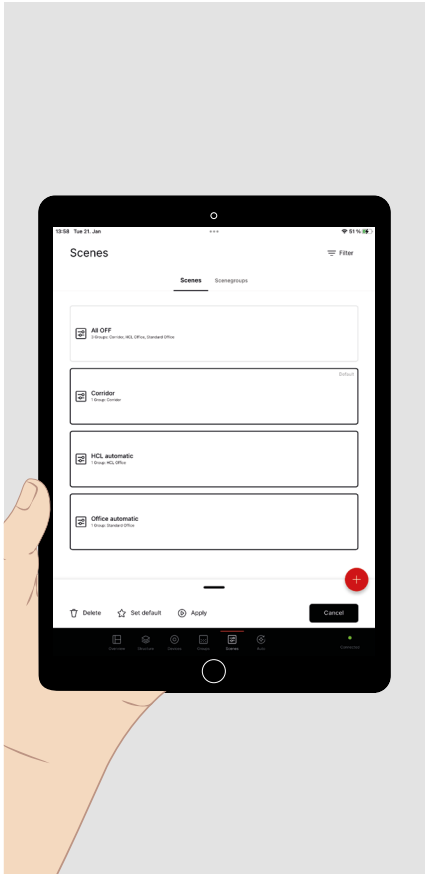 13:58 Tue 21. Jan
51 %
Scenes
Filter
Scenes Scenegroups
All OFF
3 Groups: Corridor, HCL Office, Standard Office
Default
Corridor
1 Group: Corridor
HCL automatic
1 Group: HCL Office
Office automatic
1 Group: Standard Office
Delete Set default Apply Cancel
Overview Structure Devices Groups Scenes Connected